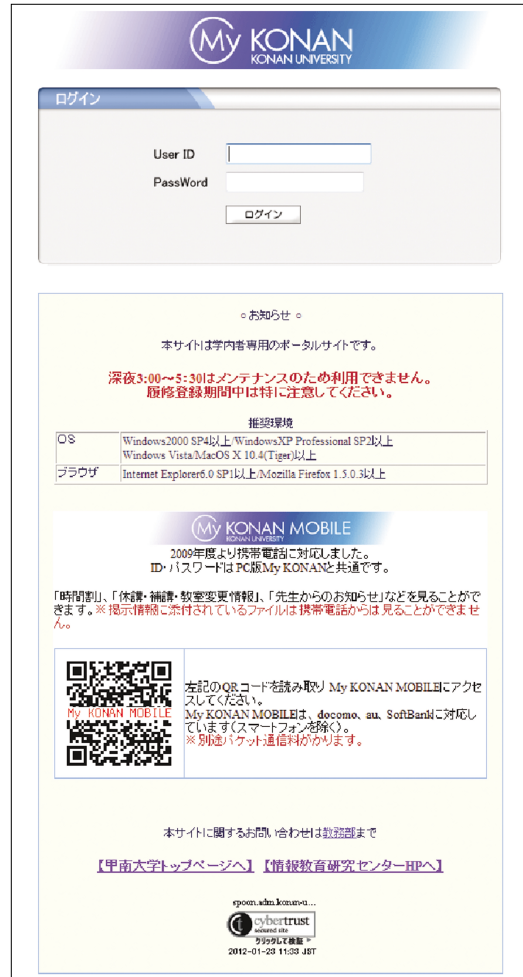 My KONAN
KONAN UNIVERSITY
ログイン
User ID
PassWord
ログイン
。お知らせ。
本サイトは学内者専用のポータルサイトです。
深夜3:00～5:30はメンテナンスのため利用できません。
履修登録期間中は特に注意してください。
推奨環境
OS
Windows2000 SP4以上/WindowsXP Professional SP2以上
Windows Vista/MacOS X 10.4(Tiger)以上
ブラウザ
Internet Explorer6.0 SP1以上/Mozilla Firefox 1.5.0.3以上
My KONAN MOBILE
KONAN UNIVERSITY
2009年度より携帯電話に対応しました。
ID・パスワードはPC版My KONANと共通です。
「時間割」、「休講・補講・教室変更情報」、「先生からのお知らせ」などを見ることがで
きます。※掲示情報に添付されているファイルは携帯電話からは見ることができませ
ん。
My KONAN MOBILE
左記のQRコードを読み取り My KONAN MOBILEにアクセ
スしてください。
My KONAN MOBILEは、docomo、au、SoftBankに対応し
ています(スマートフォンを除く)。
※別途パケット通信料がかります。
本サイトに関するお問い合わせは教務部まで
【甲南大学トップページへ】 【情報教育研究センターHPへ】
spoon.adm.konan-u...
cybertrust
secured site
クリックして検証
2012-01-23 11:33 JST